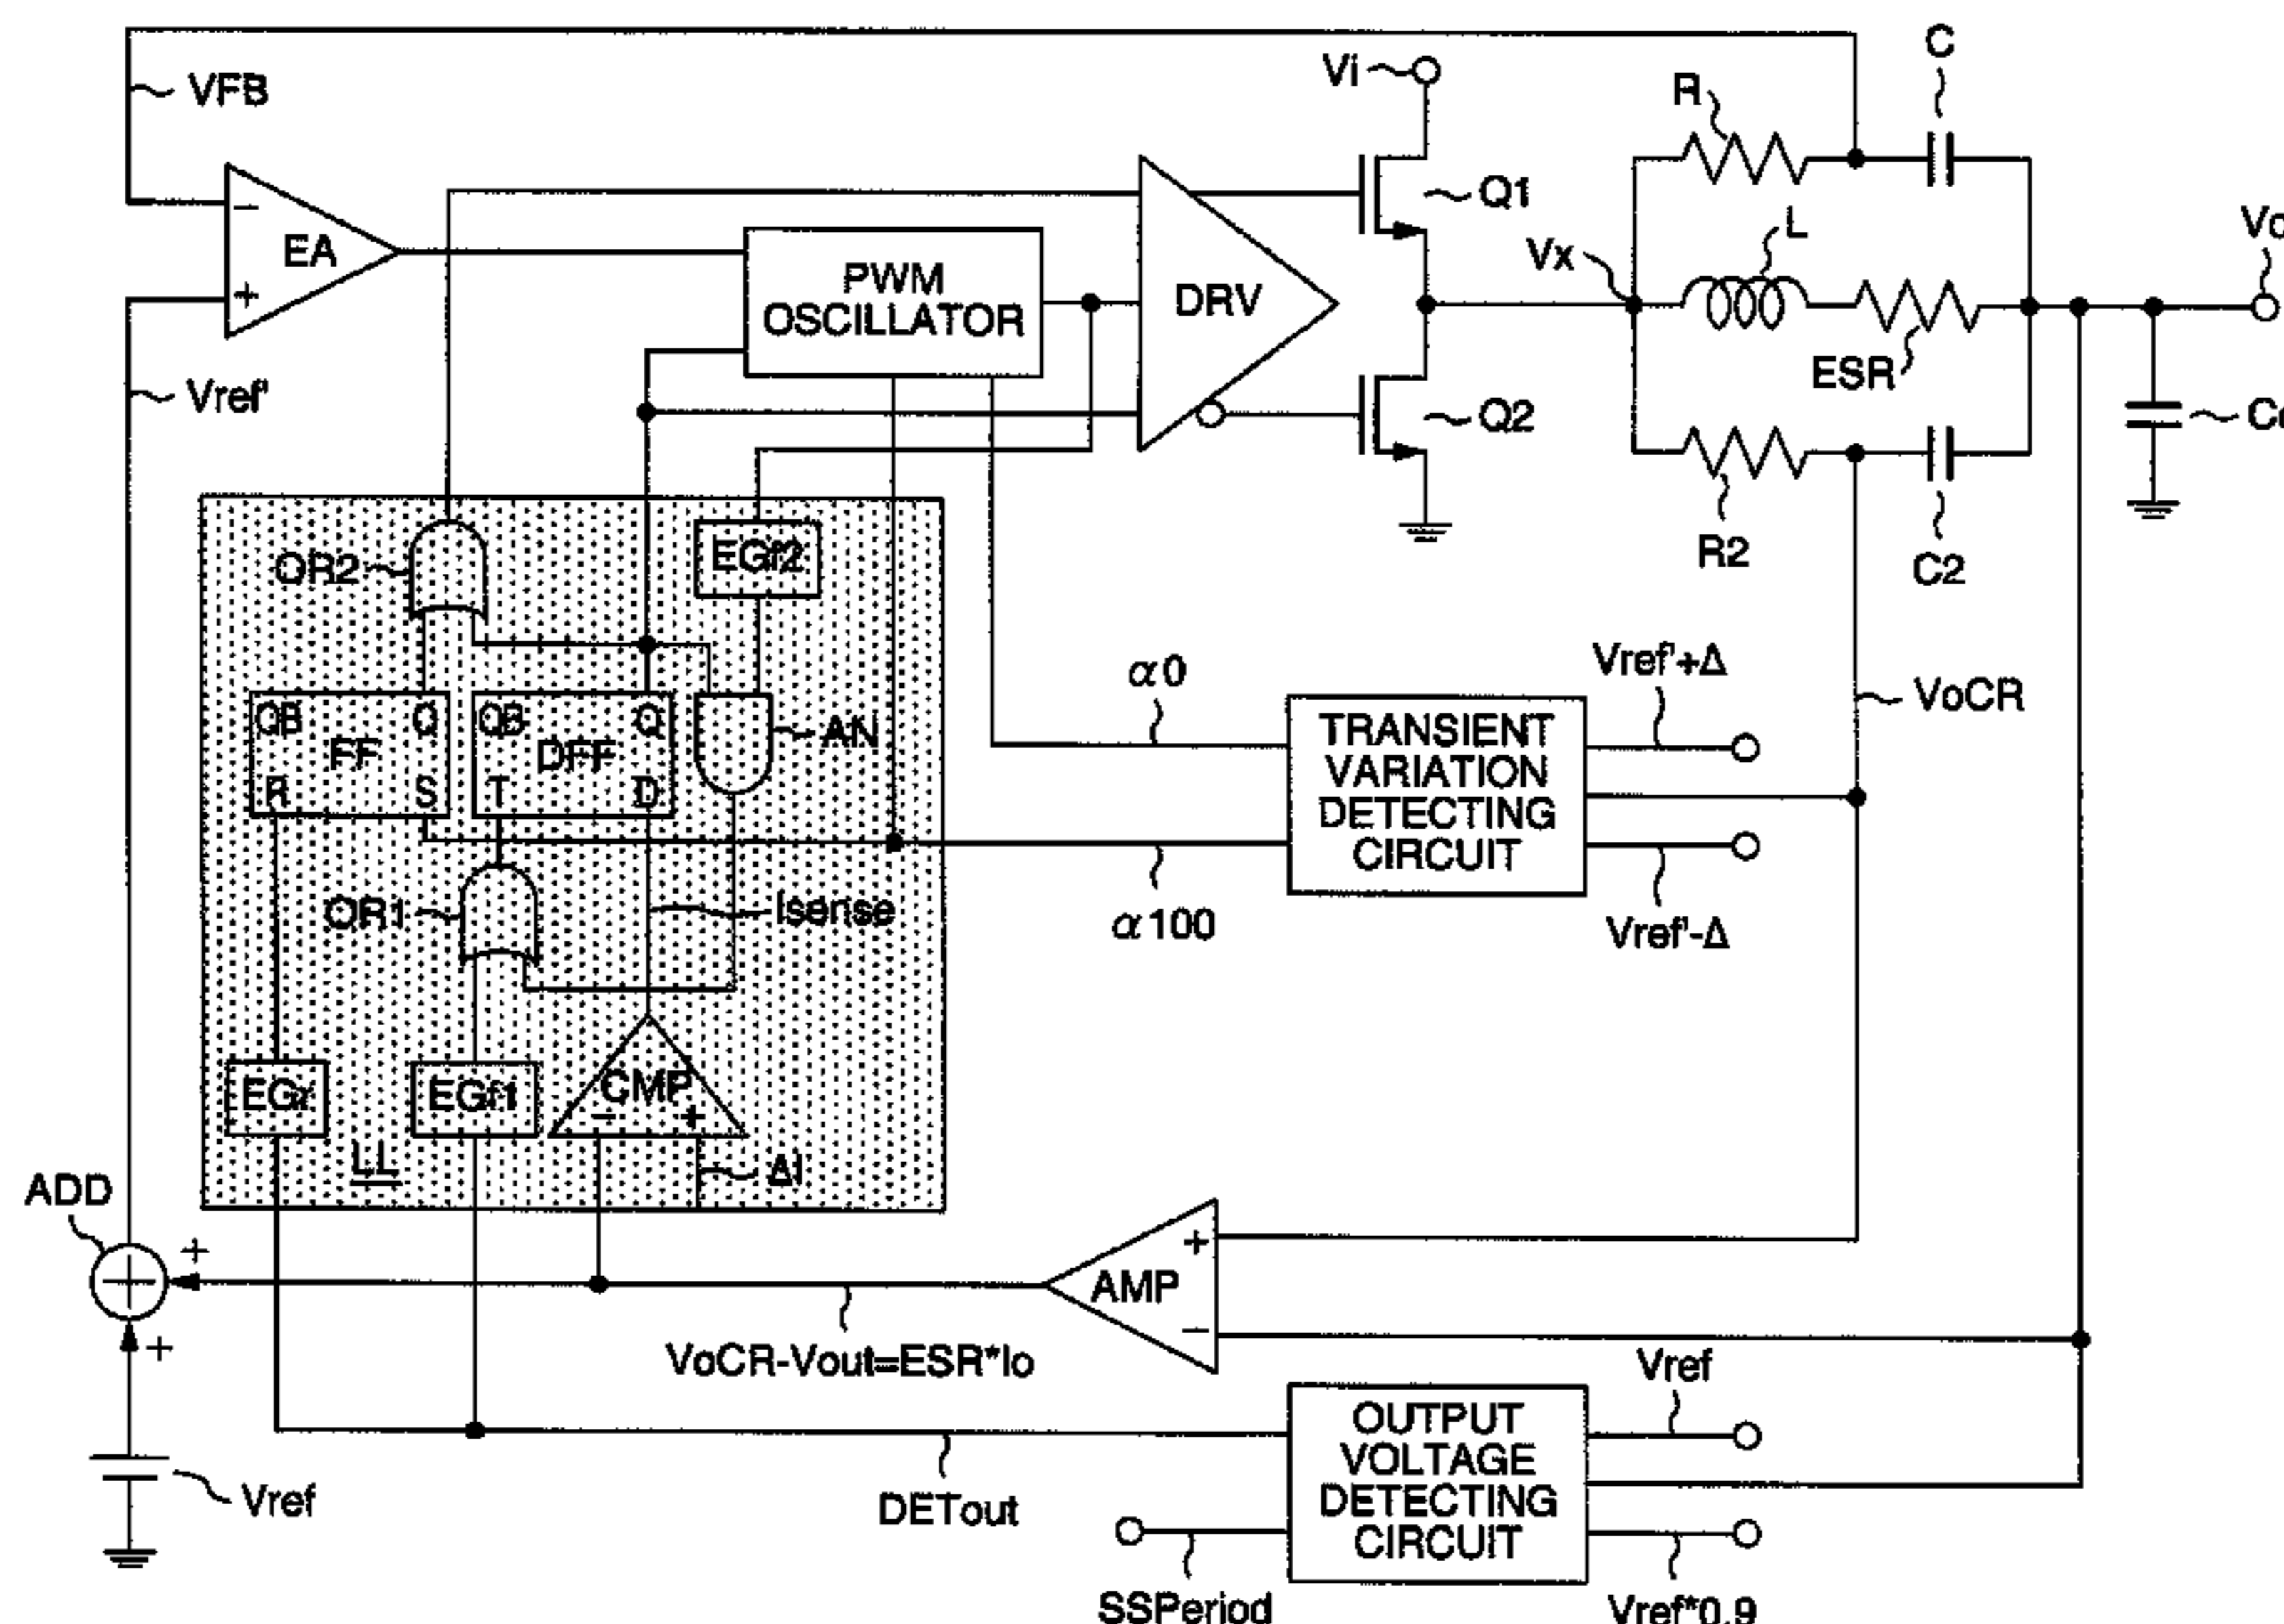 C
Vi
R
VFB
Q1
L
Vx
EA
PWM
OSCILLATOR
DRV
ESR
Vref'
Q2
EGf2
OR2
R2
C2
Vref'+Δ
α0
VoCR
QB
Q
QB
Q
AN
FF
DFF
R
S
T
D
TRANSIENT
VARIATION
DETECTING
CIRCUIT
OR1
Isense
α100
Vref'-Δ
EGr
EGf1
CMP
−
+
LL
ΔI
ADD
+
AMP
+
−
+
VoCR-Vout=ESR*Io
Vref
OUTPUT
VOLTAGE
DETECTING
CIRCUIT
Vref
DETout
SSPeriod
Vref*0.9
−
+